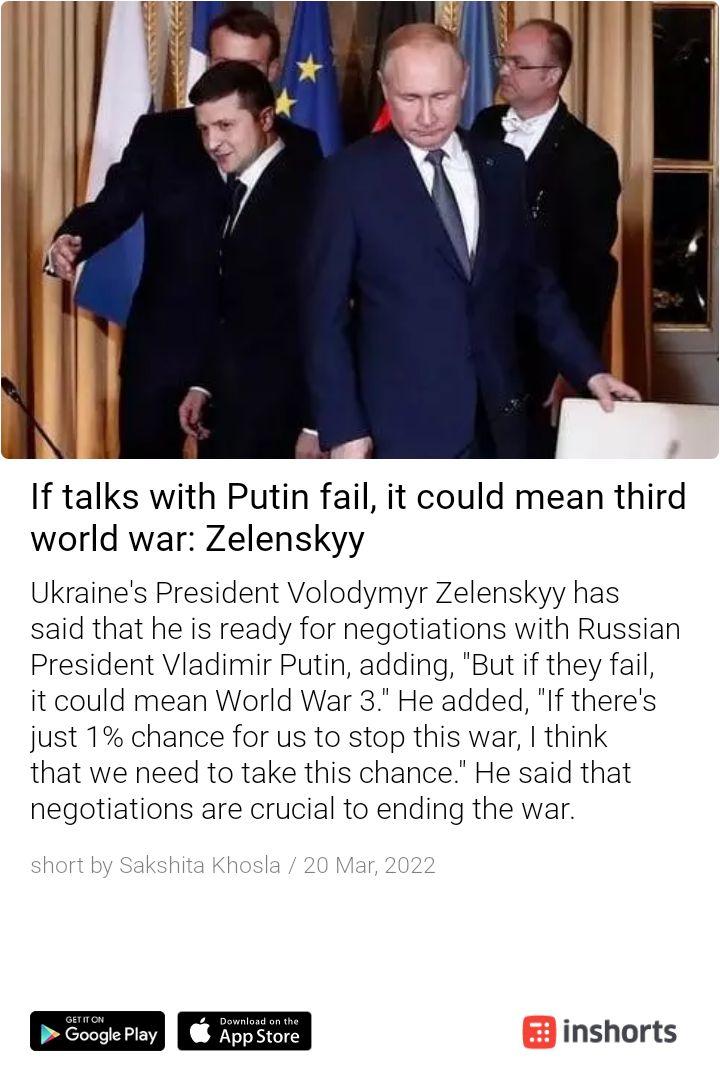 If talks with Putin fail, it could mean third
world war: Zelenskyy
Ukraine's President Volodymyr Zelenskyy has
said that he is ready for negotiations with Russian
President Vladimir Putin, adding, "But if they fail,
it could mean World War 3." He added, "If there's
just 1% chance for us to stop this war, I think
that we need to take this chance." He said that
negotiations are crucial to ending the war.
short by Sakshita Khosla / 20 Mar, 2022
GET IT ON
Google Play
Download on the
App Store
inshorts